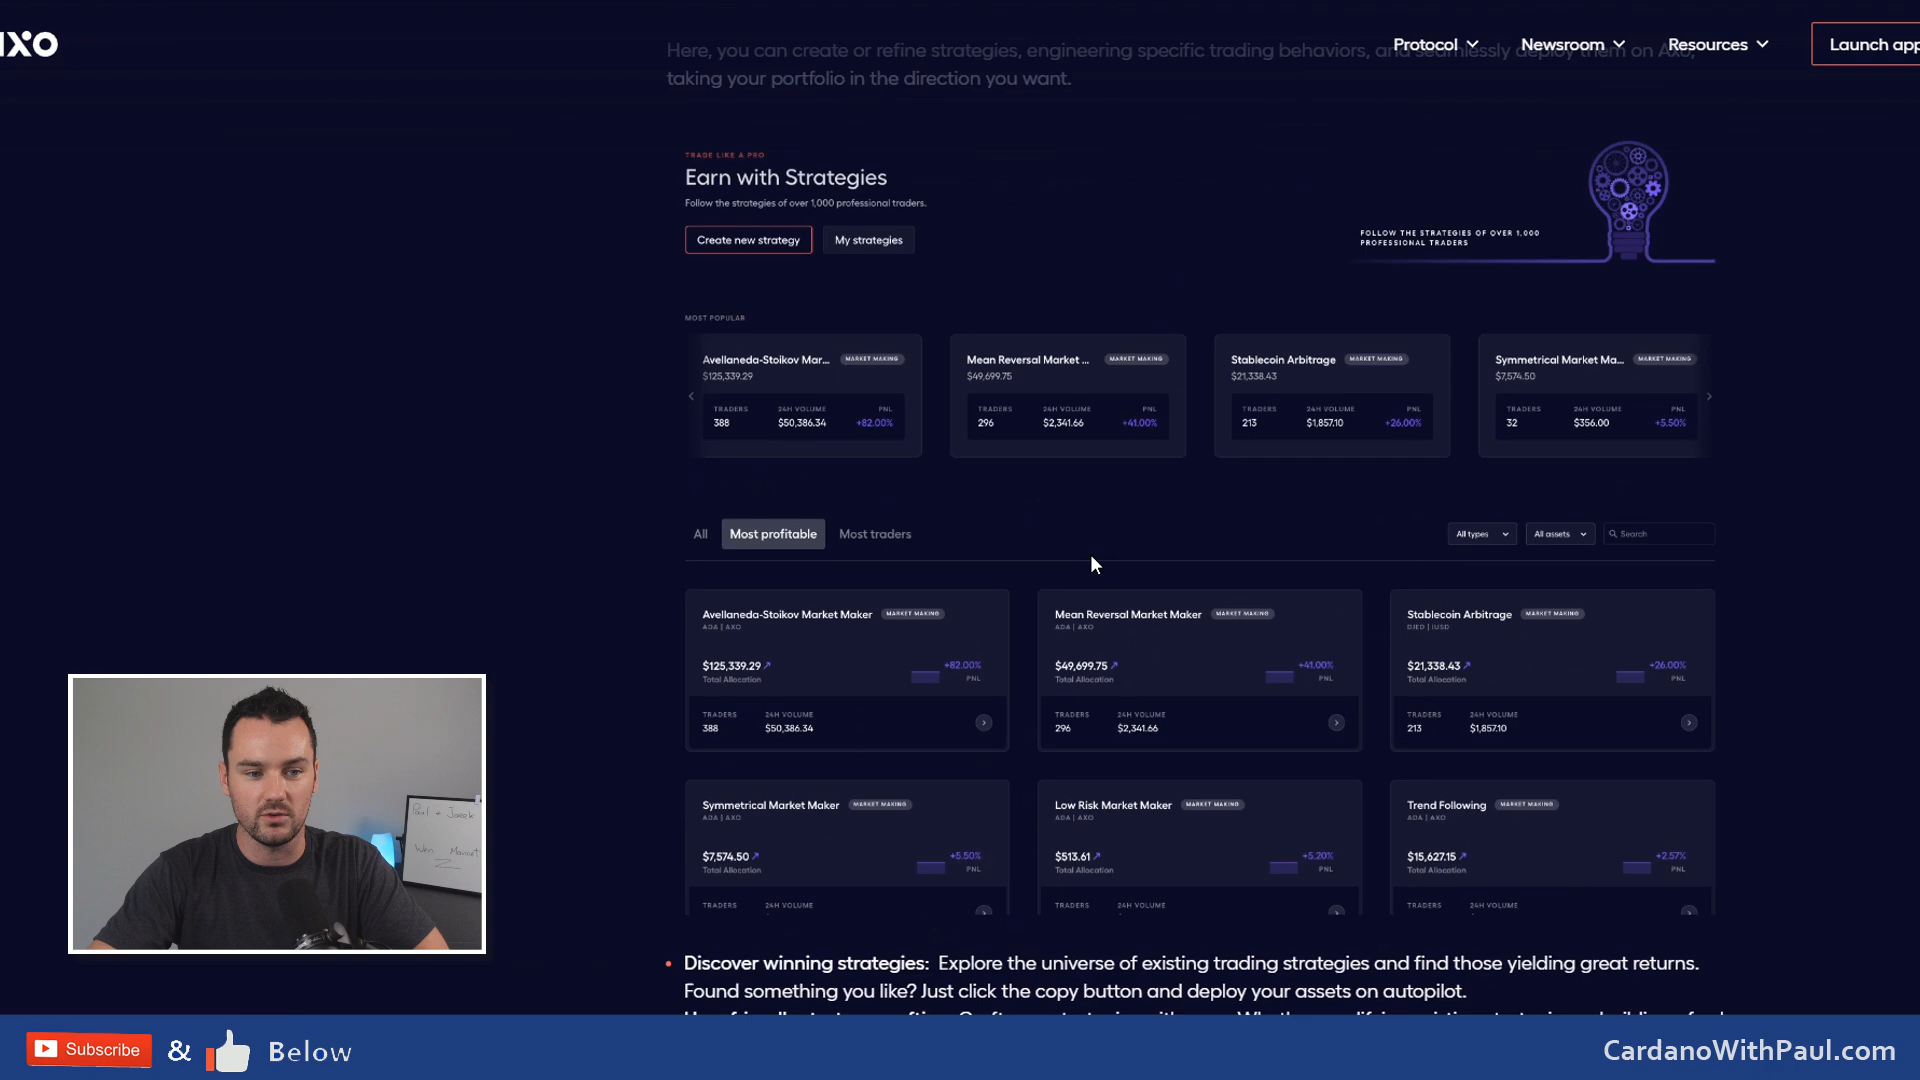 axo
Protocol
Newsroom
Resources
Launch app
Here, you can create or refine strategies, engineering specific trading behaviors, and seamlessly deploy them on Axo,
taking your portfolio in the direction you want.
TRADE LIKE A PRO
Earn with Strategies
Follow the strategies of over 1,000 professional traders.
Create new strategy
My strategies
FOLLOW THE STRATEGIES OF OVER 1,000
PROFESSIONAL TRADERS
MOST POPULAR
Avellaneda-Stoikov Mar... MARKET MAKING
$125,339.29
TRADERS 24H VOLUME PNL
388 $50,386.34 +82.00%
Mean Reversal Market ... MARKET MAKING
$49,699.75
TRADERS 24H VOLUME PNL
296 $2,341.66 +41.00%
Stablecoin Arbitrage MARKET MAKING
$21,338.43
TRADERS 24H VOLUME PNL
213 $1,857.10 +26.00%
Symmetrical Market Ma... MARKET MAKING
$7,574.50
TRADERS 24H VOLUME PNL
32 $356.00 +5.50%
All Most profitable Most traders
All types All assets Search
Avellaneda-Stoikov Market Maker MARKET MAKING
ADA | AXO
$125,339.29 +82.00%
Total Allocation PNL
TRADERS 24H VOLUME
388 $50,386.34
Mean Reversal Market Maker MARKET MAKING
ADA | AXO
$49,699.75 +41.00%
Total Allocation PNL
TRADERS 24H VOLUME
296 $2,341.66
Stablecoin Arbitrage MARKET MAKING
DJED | IUSD
$21,338.43 +26.00%
Total Allocation PNL
TRADERS 24H VOLUME
213 $1,857.10
Symmetrical Market Maker MARKET MAKING
ADA | AXO
$7,574.50 +5.50%
Total Allocation PNL
TRADERS 24H VOLUME
Low Risk Market Maker MARKET MAKING
ADA | AXO
$513.61 +5.20%
Total Allocation PNL
TRADERS 24H VOLUME
Trend Following MARKET MAKING
ADA | AXO
$15,627.15 +2.57%
Total Allocation PNL
TRADERS 24H VOLUME
Paul +
Discover winning strategies: Explore the universe of existing trading strategies and find those yielding great returns.
Found something you like? Just click the copy button and deploy your assets on autopilot.
Subscribe & Below
CardanoWithPaul.com